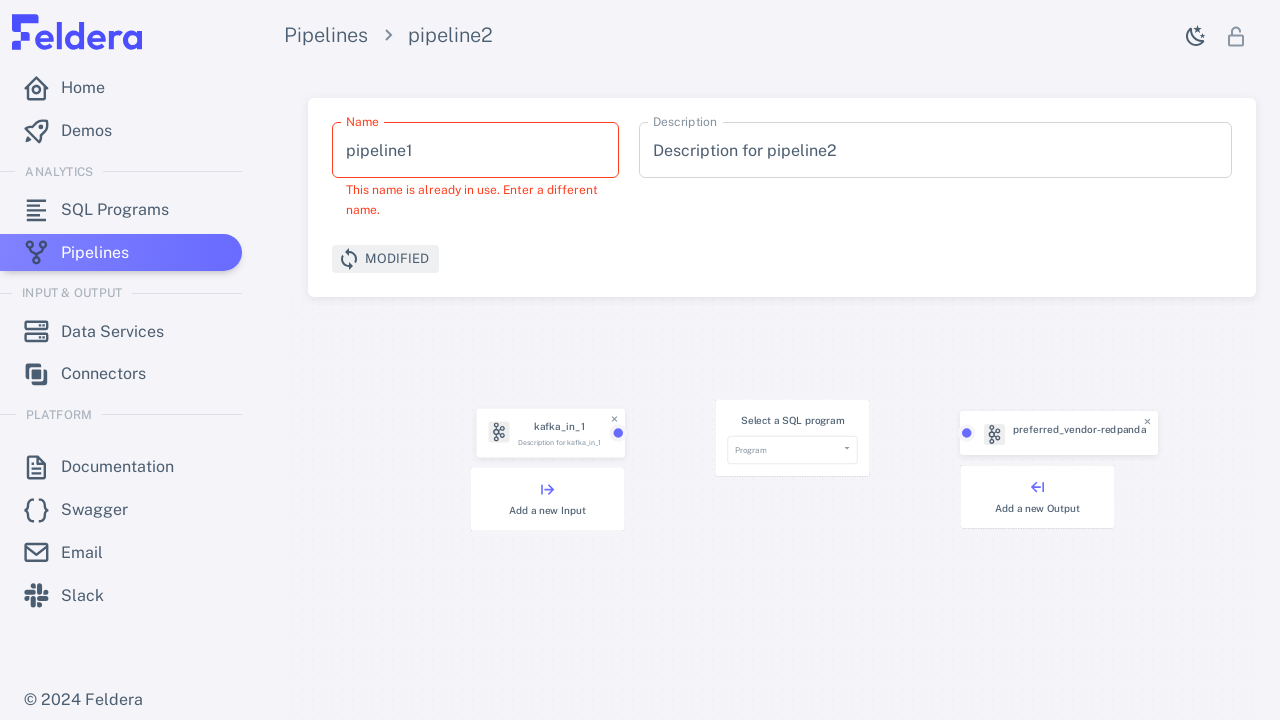 Feldera
Pipelines
pipeline2
Home
Demos
ANALYTICS
SQL Programs
Pipelines
INPUT & OUTPUT
Data Services
Connectors
PLATFORM
Documentation
Swagger
Email
Slack
© 2024 Feldera
Name
pipeline1
This name is already in use. Enter a different
name.
Description
Description for pipeline2
MODIFIED
kafka_in_1
Description for kafka_in_1
Add a new Input
Select a SQL program
Program
preferred_vendor-redpanda
Add a new Output